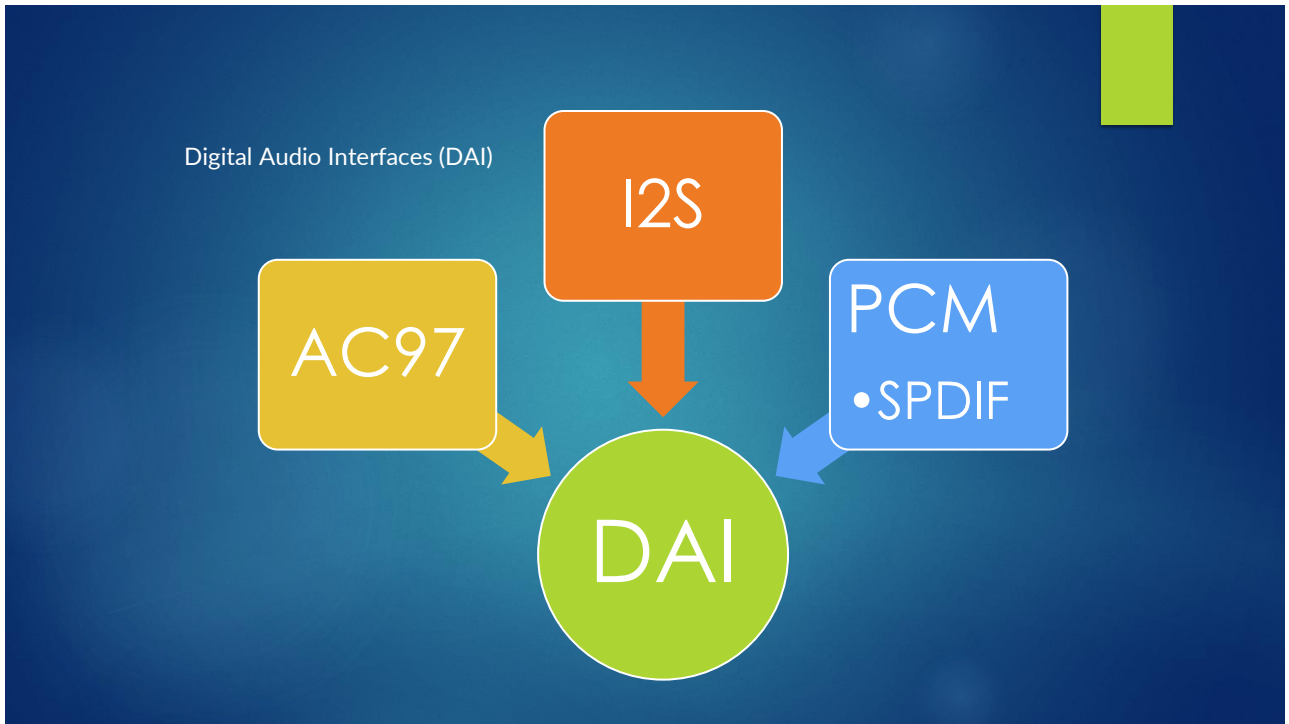 Digital Audio Interfaces (DAI)
I2S
AC97
PCM
•SPDIF
DAI